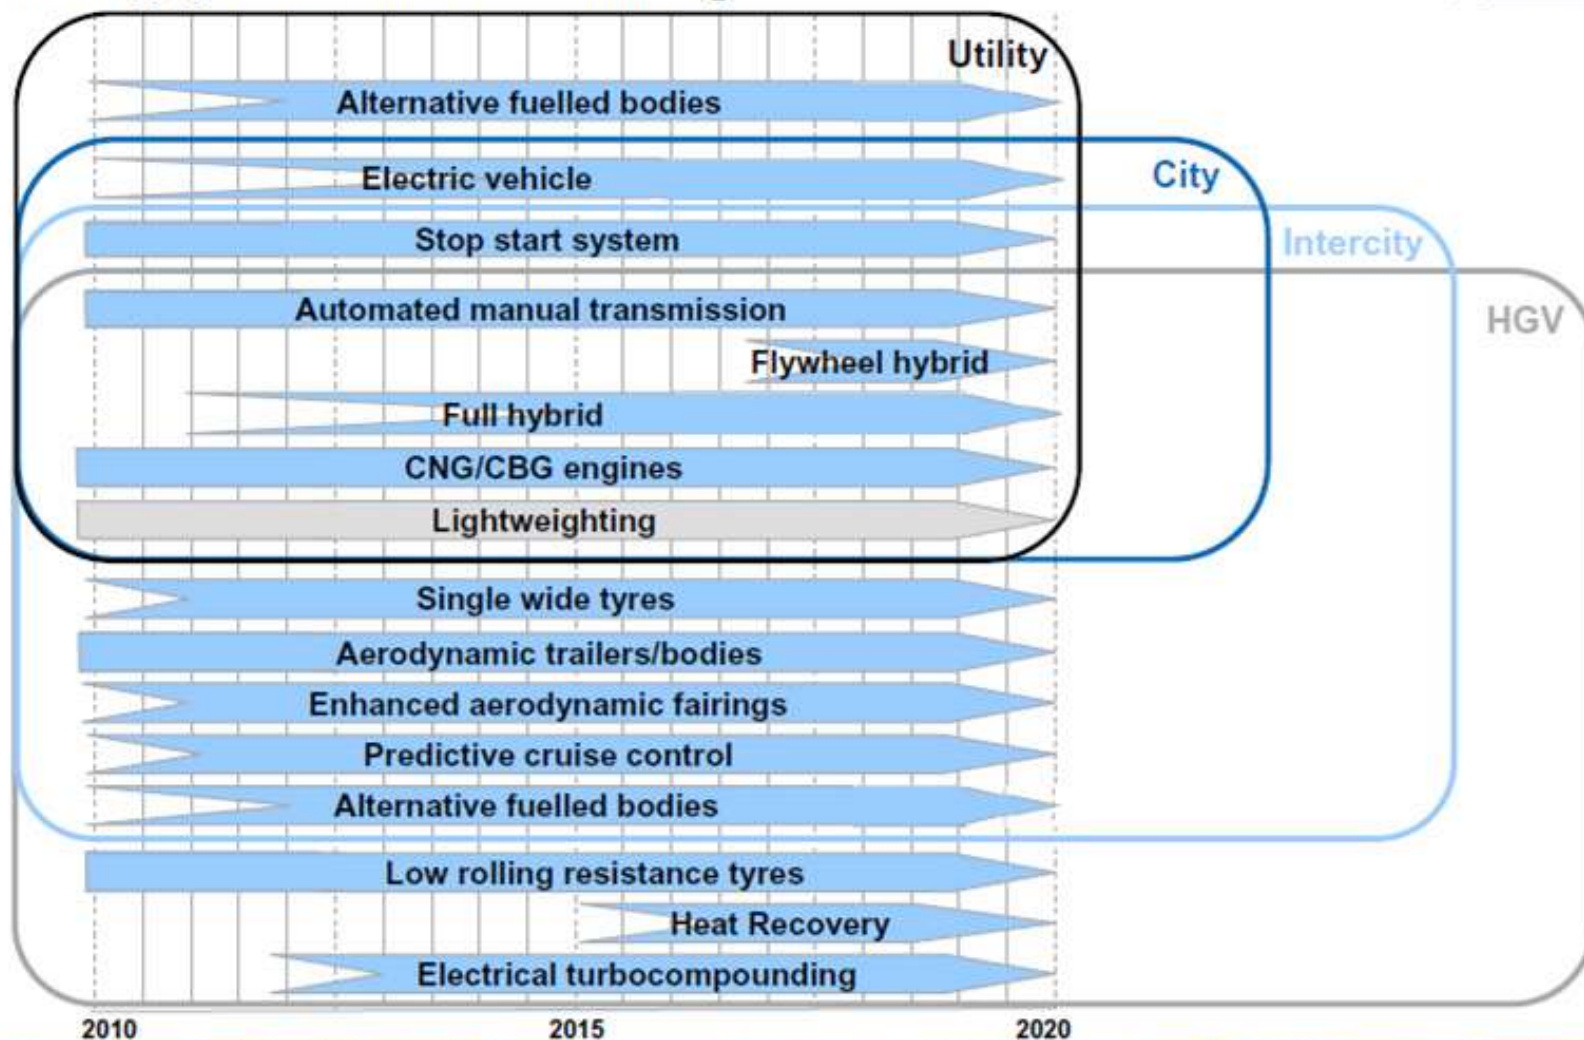 Utility
Alternative fuelled bodies
City
Electric vehicle
Intercity
Stop start system
HGV
Automated manual transmission
Flywheel hybrid
Full hybrid
CNG/CBG engines
Lightweighting
Single wide tyres
Aerodynamic trailers/bodies
Enhanced aerodynamic fairings
Predictive cruise control
Alternative fuelled bodies
Low rolling resistance tyres
Heat Recovery
Electrical turbocompounding
2010 2015 2020